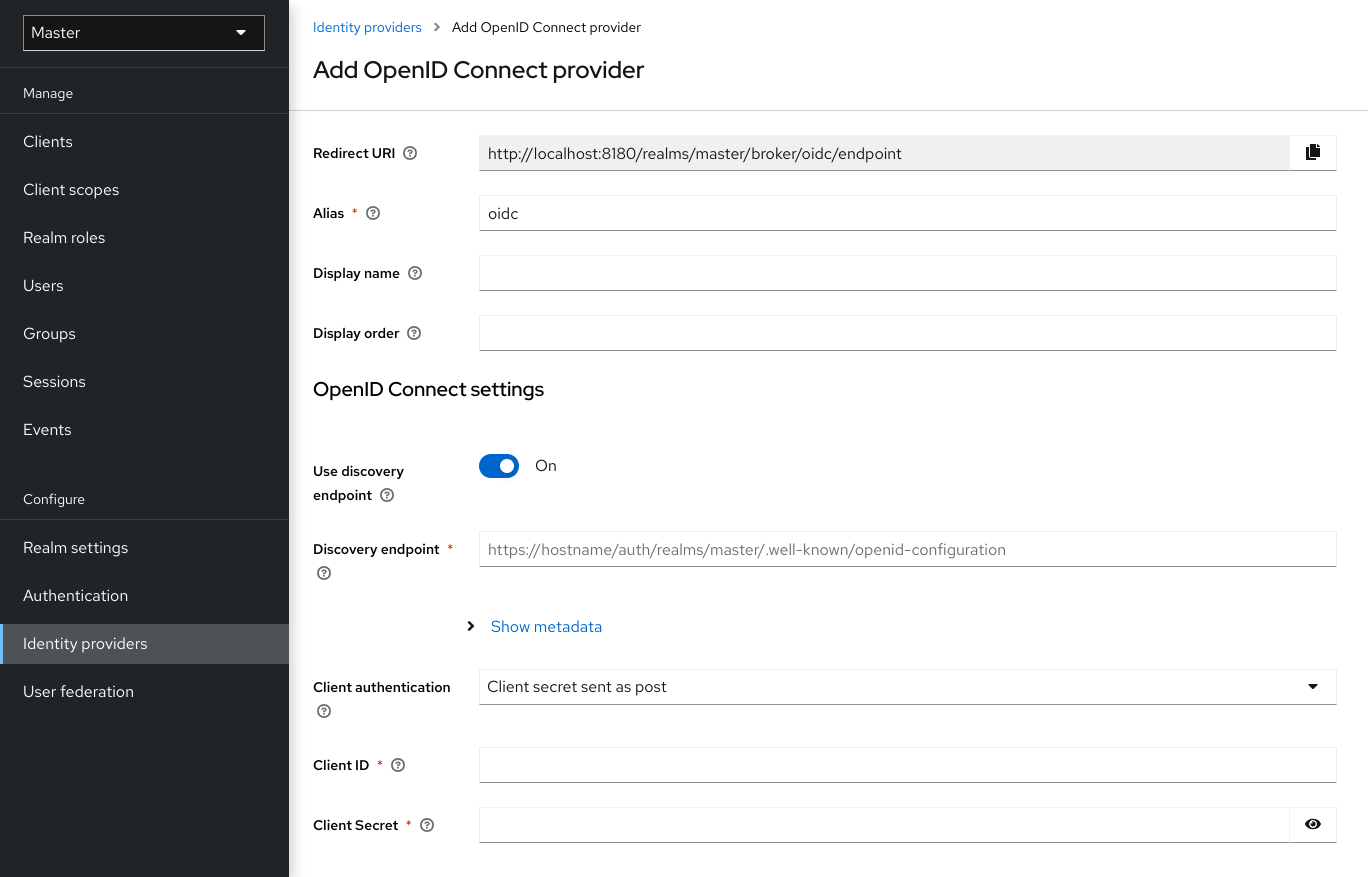 Master
Manage
Clients
Client scopes
Realm roles
Users
Groups
Sessions
Events
Configure
Realm settings
Authentication
Identity providers
User federation
Identity providers > Add OpenID Connect provider
Add OpenID Connect provider
Redirect URI
http://localhost:8180/realms/master/broker/oidc/endpoint
Alias *
oidc
Display name
Display order
OpenID Connect settings
Use discovery
endpoint
On
Discovery endpoint *
https://hostname/auth/realms/master/.well-known/openid-configuration
Show metadata
Client authentication
Client secret sent as post
Client ID *
Client Secret *